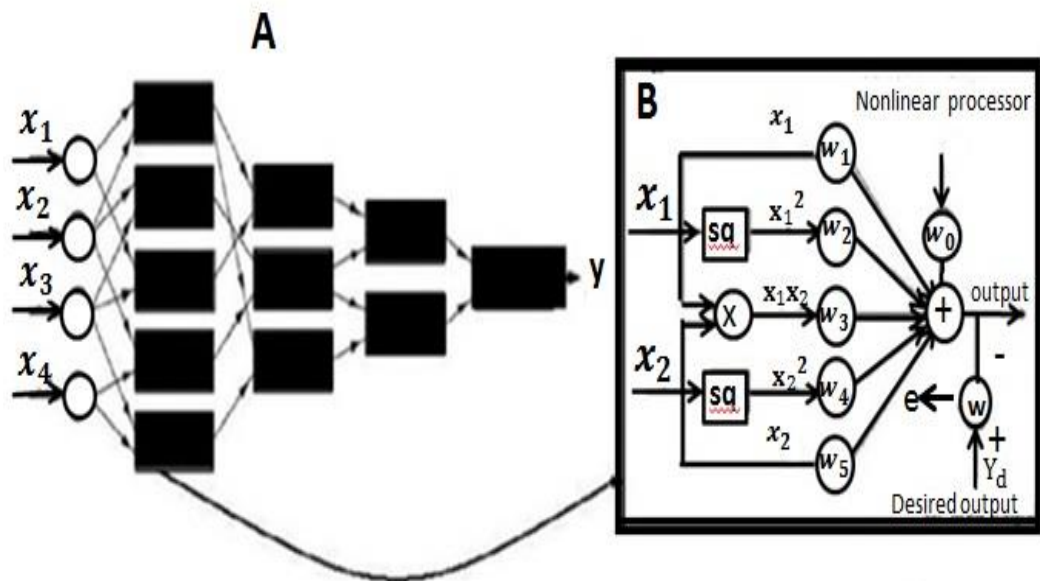 A
x₁
x₂
x₃
x₄
y
B
Nonlinear processor
x₁
w₁
x₁
sq
x₁²
w₂
w₀
X
x₁x₂
w₃
+
output
x₂
sq
x₂²
w₄
-
e
w
x₂
w₅
+
Y_d
Desired output